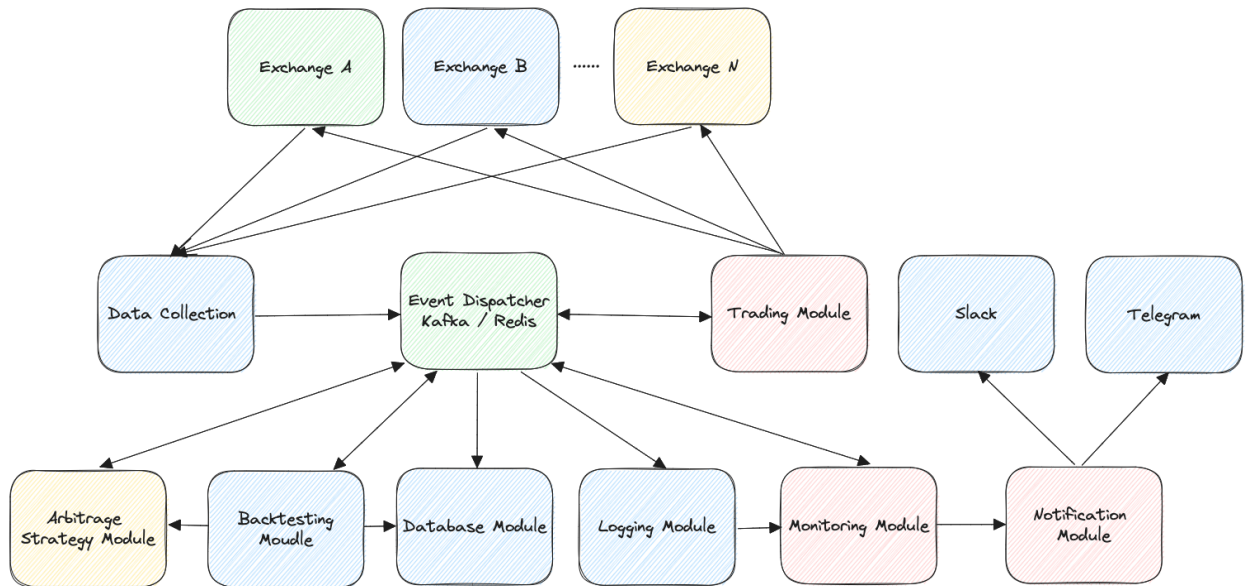 Exchange A
Exchange B
......
Exchange N
Data Collection
Event Dispatcher
Kafka / Redis
Trading Module
Slack
Telegram
Arbitrage
Strategy Module
Backtesting
Moudle
Database Module
Logging Module
Monitoring Module
Notification
Module